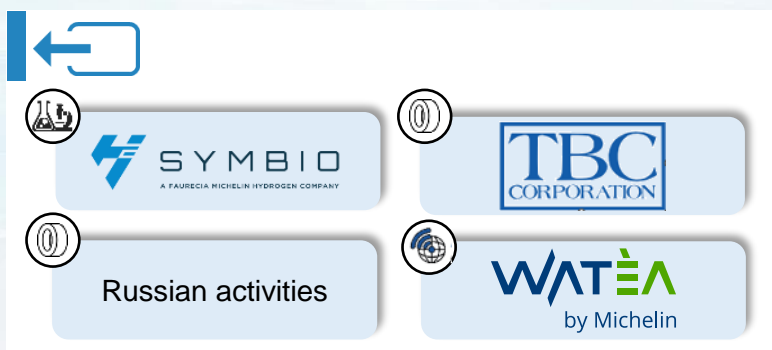 SYMBIO
A FAURECIA MICHELIN HYDROGEN COMPANY
TBC
CORPORATION
Russian activities
WATÈA
by Michelin